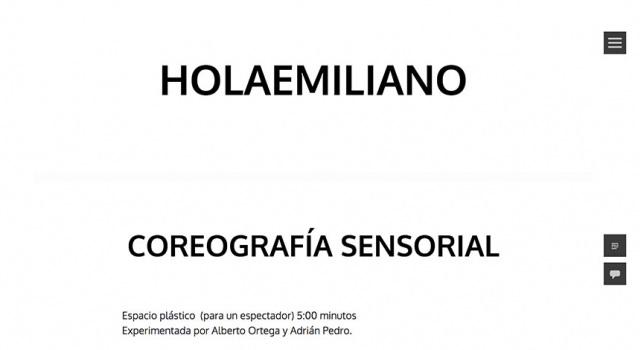 HOLAEMILIANO
COREOGRAFÍA SENSORIAL
Espacio plástico  (para un espectador) 5:00 minutos
Experimentada por Alberto Ortega y Adrián Pedro.